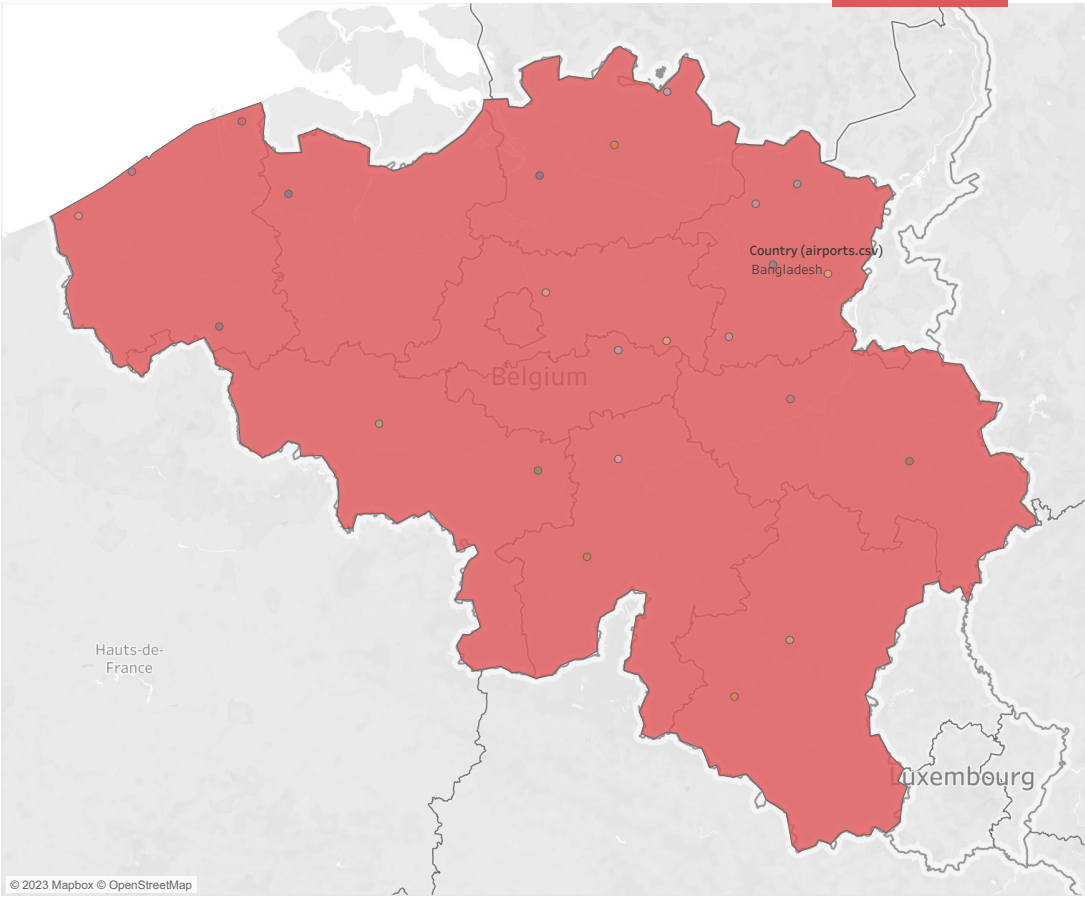 Country (airports.csv)
Bangladesh
Belgium
Hauts-de-
France
Luxembourg
© 2023 Mapbox © OpenStreetMap